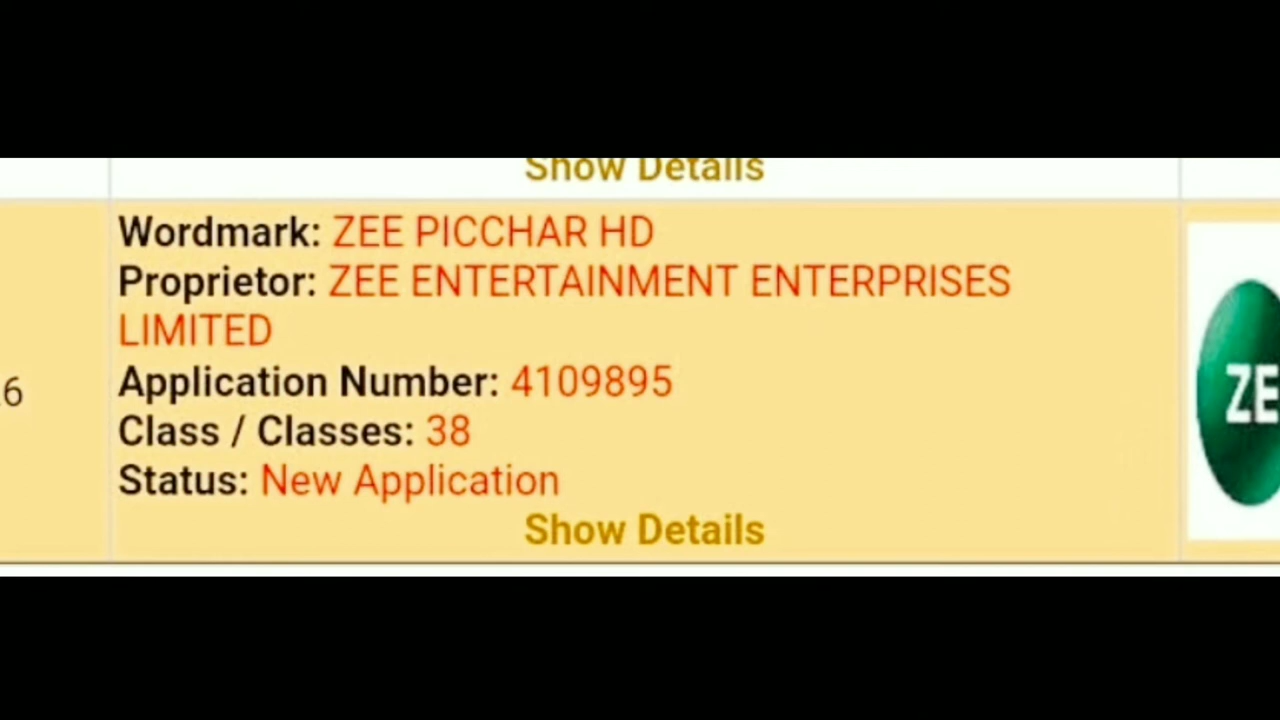 Show Details
Wordmark: ZEE PICCHAR HD
Proprietor: ZEE ENTERTAINMENT ENTERPRISES
LIMITED
Application Number: 4109895
6
Class / Classes: 38
Status: New Application
Show Details
ZE